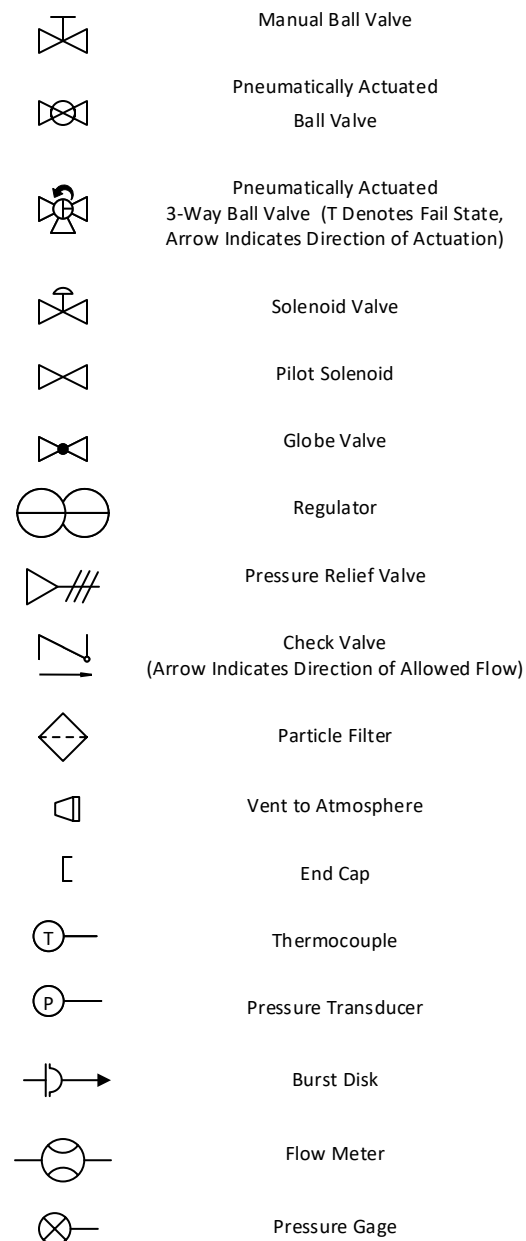 Manual Ball Valve
Pneumatically Actuated
Ball Valve
Pneumatically Actuated
3-Way Ball Valve (T Denotes Fail State,
Arrow Indicates Direction of Actuation)
Solenoid Valve
Pilot Solenoid
Globe Valve
Regulator
Pressure Relief Valve
Check Valve
(Arrow Indicates Direction of Allowed Flow)
Particle Filter
Vent to Atmosphere
End Cap
T
Thermocouple
P
Pressure Transducer
Burst Disk
Flow Meter
Pressure Gage